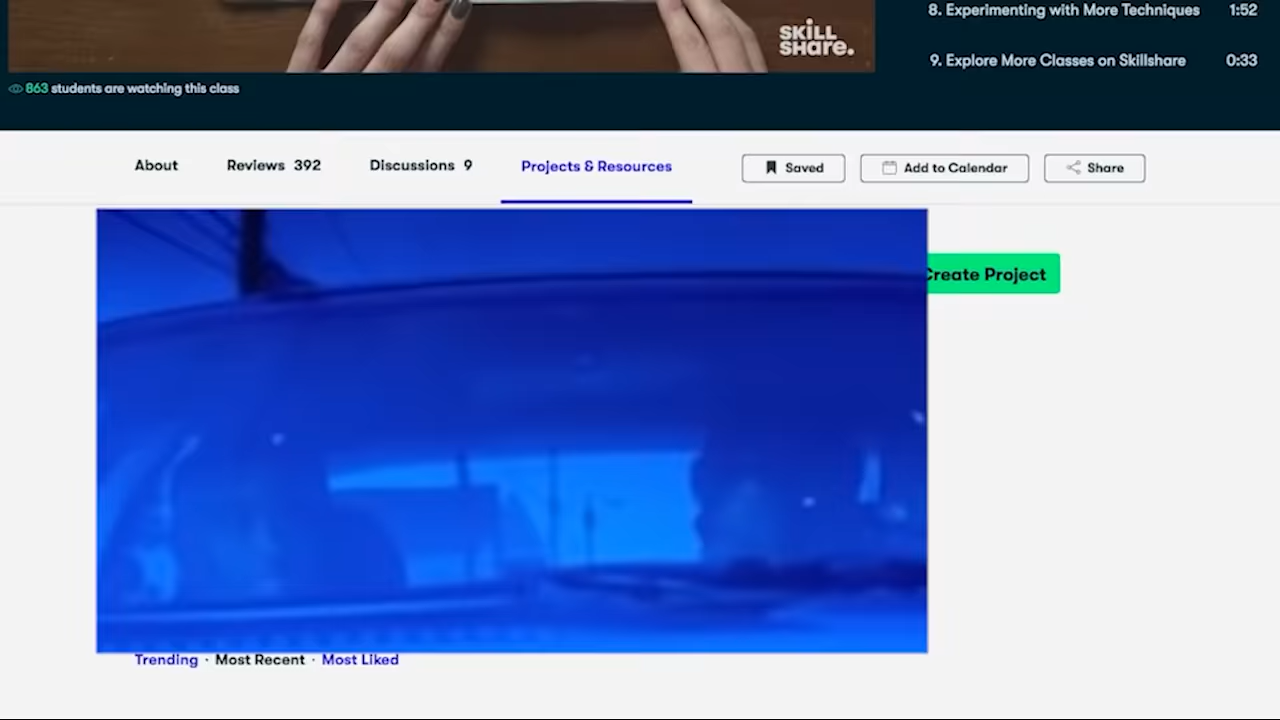 8. Experimenting with More Techniques 1:52
SKILL
SHARE.
9. Explore More Classes on Skillshare 0:33
863 students are watching this class
About Reviews 392 Discussions 9 Projects & Resources Saved Add to Calendar Share
Create Project
Trending · Most Recent · Most Liked